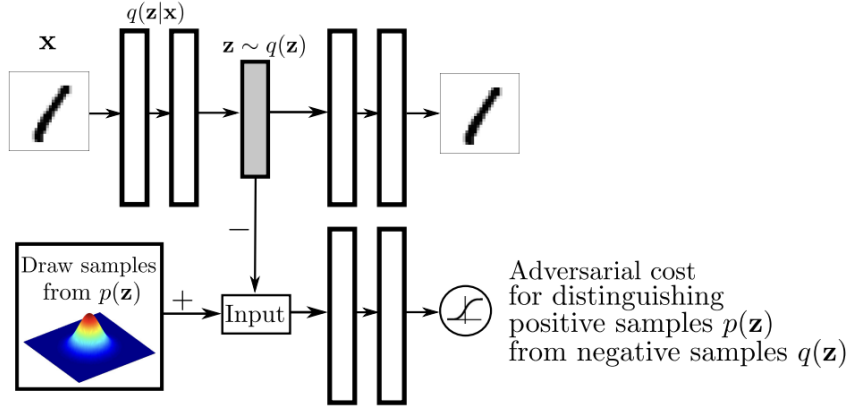 q(z|x)
x
z ∼ q(z)
−
Draw samples
from p(z)
+
Input
Adversarial cost
for distinguishing
positive samples p(z)
from negative samples q(z)